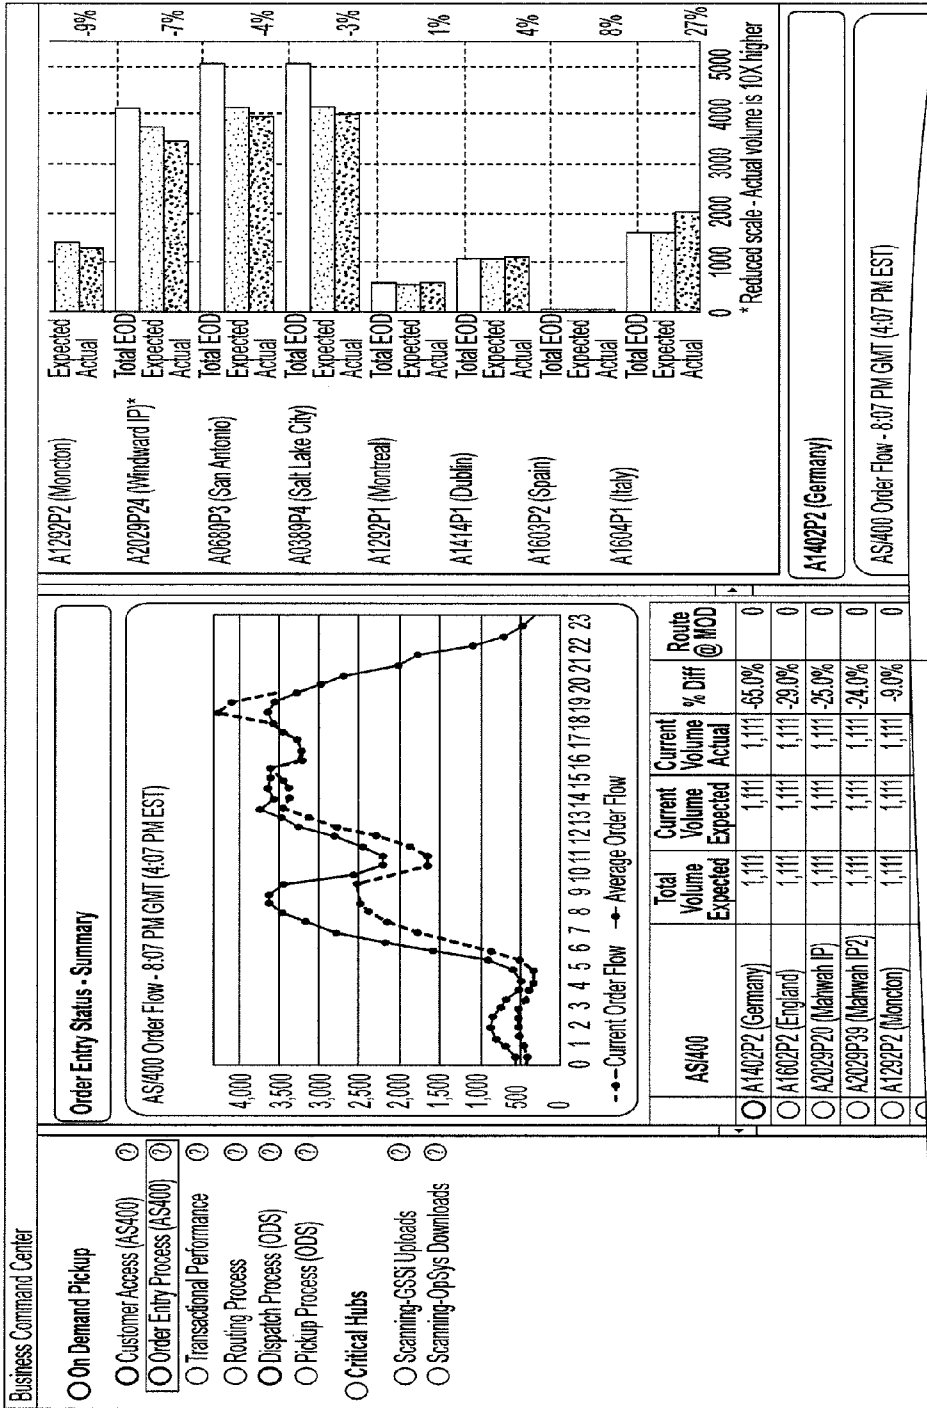 Business Command Center
On Demand Pickup
Customer Access (AS400) ?
Order Entry Process (AS400) ?
Transactional Performance ?
Routing Process ?
Dispatch Process (ODS) ?
Pickup Process (ODS) ?
Critical Hubs
Scanning-GSSI Uploads ?
Scanning-OpSys Downloads ?
Order Entry Status - Summary
AS/400 Order Flow - 8:07 PM GMT (4:07 PM EST)
4,000
3,500
3,000
2,500
2,000
1,500
1,000
500
0
0 1 2 3 4 5 6 7 8 9 10 11 12 13 14 15 16 17 18 19 20 21 22 23
Current Order Flow Average Order Flow
AS/400 Total Volume Expected Current Volume Expected Current Volume Actual % Diff Route @ MOD
A1402P2 (Germany) 1,111 1,111 1,111 -65.0% 0
A1602P2 (England) 1,111 1,111 1,111 -29.0% 0
A2029P20 (Mahwah IP) 1,111 1,111 1,111 -25.0% 0
A2029P39 (Mahwah IP2) 1,111 1,111 1,111 -24.0% 0
A1292P2 (Moncton) 1,111 1,111 1,111 -9.0% 0
A1292P2 (Moncton) Expected -9%
Actual
A2029P24 (Windward IP)* Total EOD -7%
Expected
Actual
A0680P3 (San Antonio) Total EOD -4%
Expected
Actual
A0389P4 (Salt Lake City) Total EOD -3%
Expected
Actual
A1292P1 (Montreal) Total EOD 1%
Expected
Actual
A1414P1 (Dublin) Total EOD 4%
Expected
Actual
A1603P2 (Spain) Total EOD 8%
Expected
Actual
A1604P1 (Italy) Total EOD 27%
Expected
Actual
0 1000 2000 3000 4000 5000
* Reduced scale - Actual volume is 10X higher
A1402P2 (Germany)
AS/400 Order Flow - 8:07 PM GMT (4:07 PM EST)